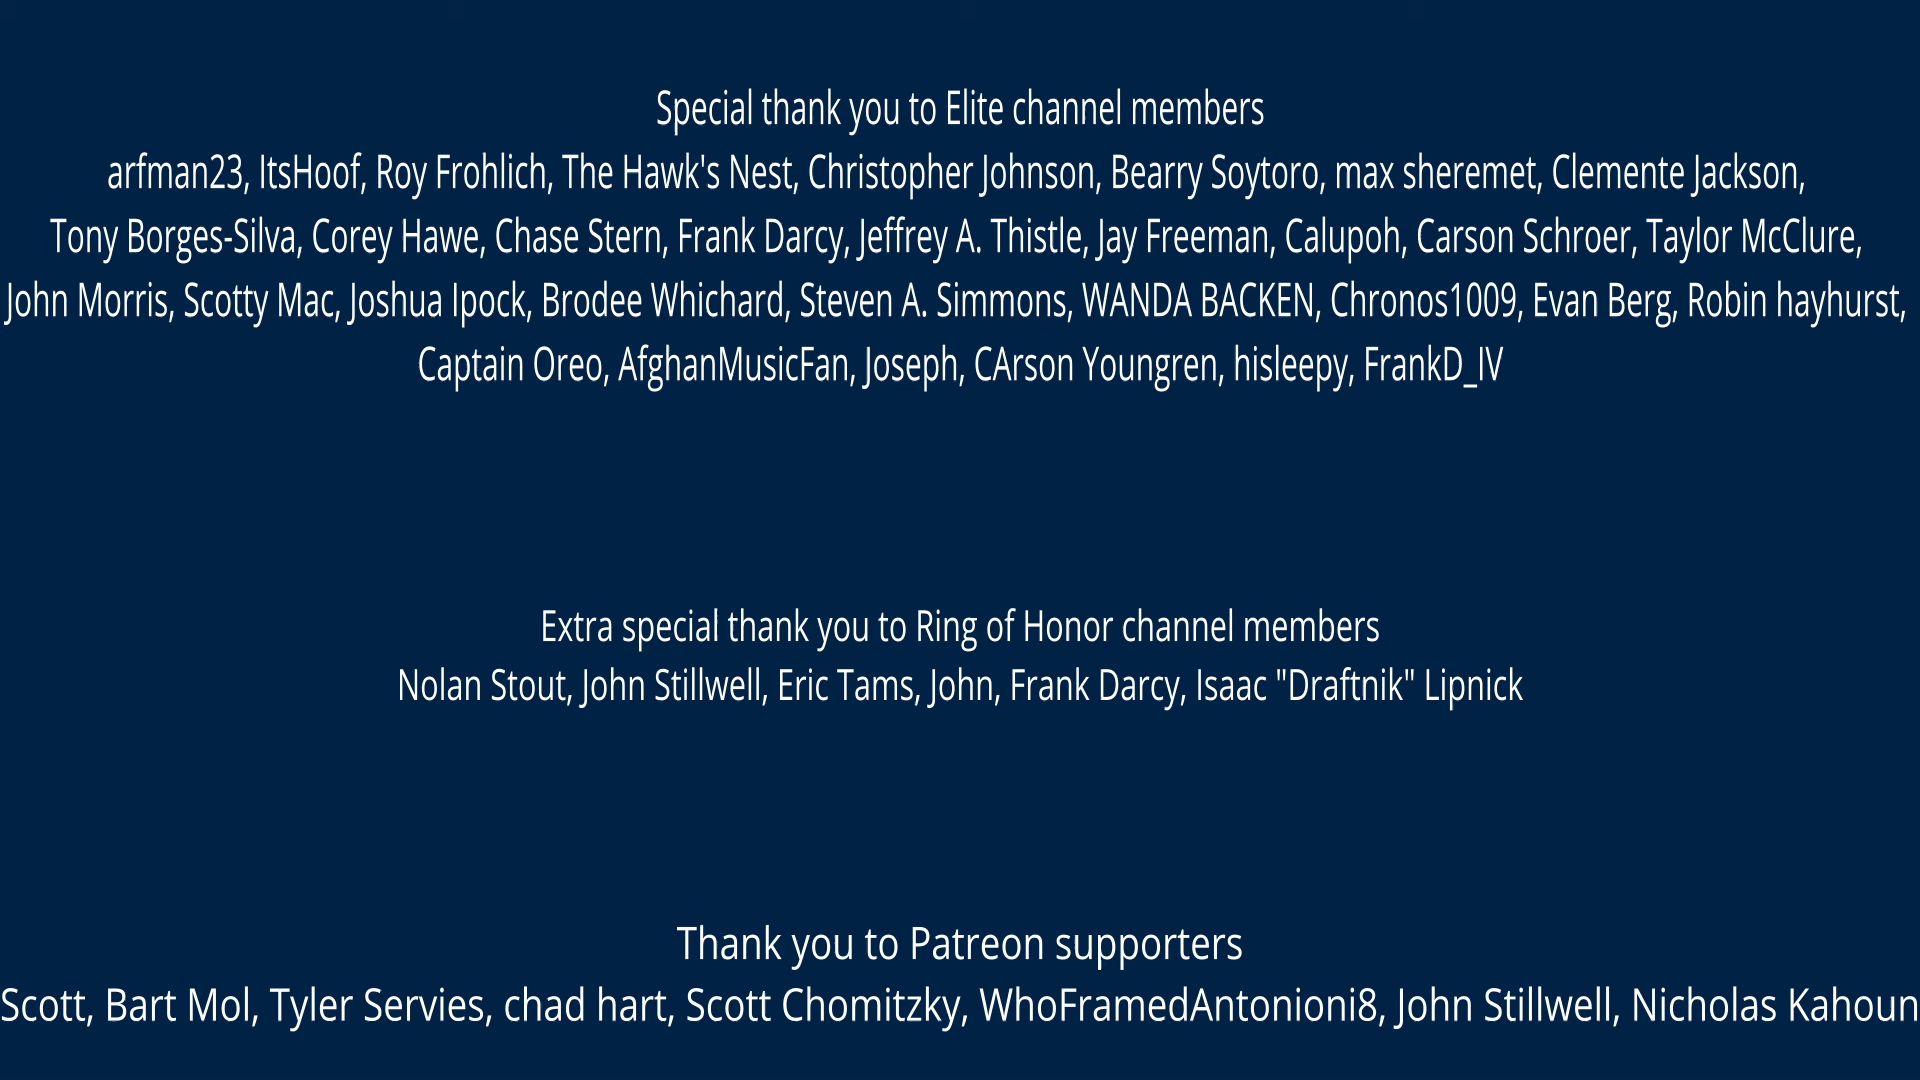 Special thank you to Elite channel members
arfman23, ItsHoof, Roy Frohlich, The Hawk's Nest, Christopher Johnson, Bearry Soytoro, max sheremet, Clemente Jackson,
Tony Borges-Silva, Corey Hawe, Chase Stern, Frank Darcy, Jeffrey A. Thistle, Jay Freeman, Calupoh, Carson Schroer, Taylor McClure,
John Morris, Scotty Mac, Joshua Ipock, Brodee Whichard, Steven A. Simmons, WANDA BACKEN, Chronos1009, Evan Berg, Robin hayhurst,
Captain Oreo, AfghanMusicFan, Joseph, CArson Youngren, hisleepy, FrankD_IV
Extra special thank you to Ring of Honor channel members
Nolan Stout, John Stillwell, Eric Tams, John, Frank Darcy, Isaac "Draftnik" Lipnick
Thank you to Patreon supporters
Scott, Bart Mol, Tyler Servies, chad hart, Scott Chomitzky, WhoFramedAntonioni8, John Stillwell, Nicholas Kahoun